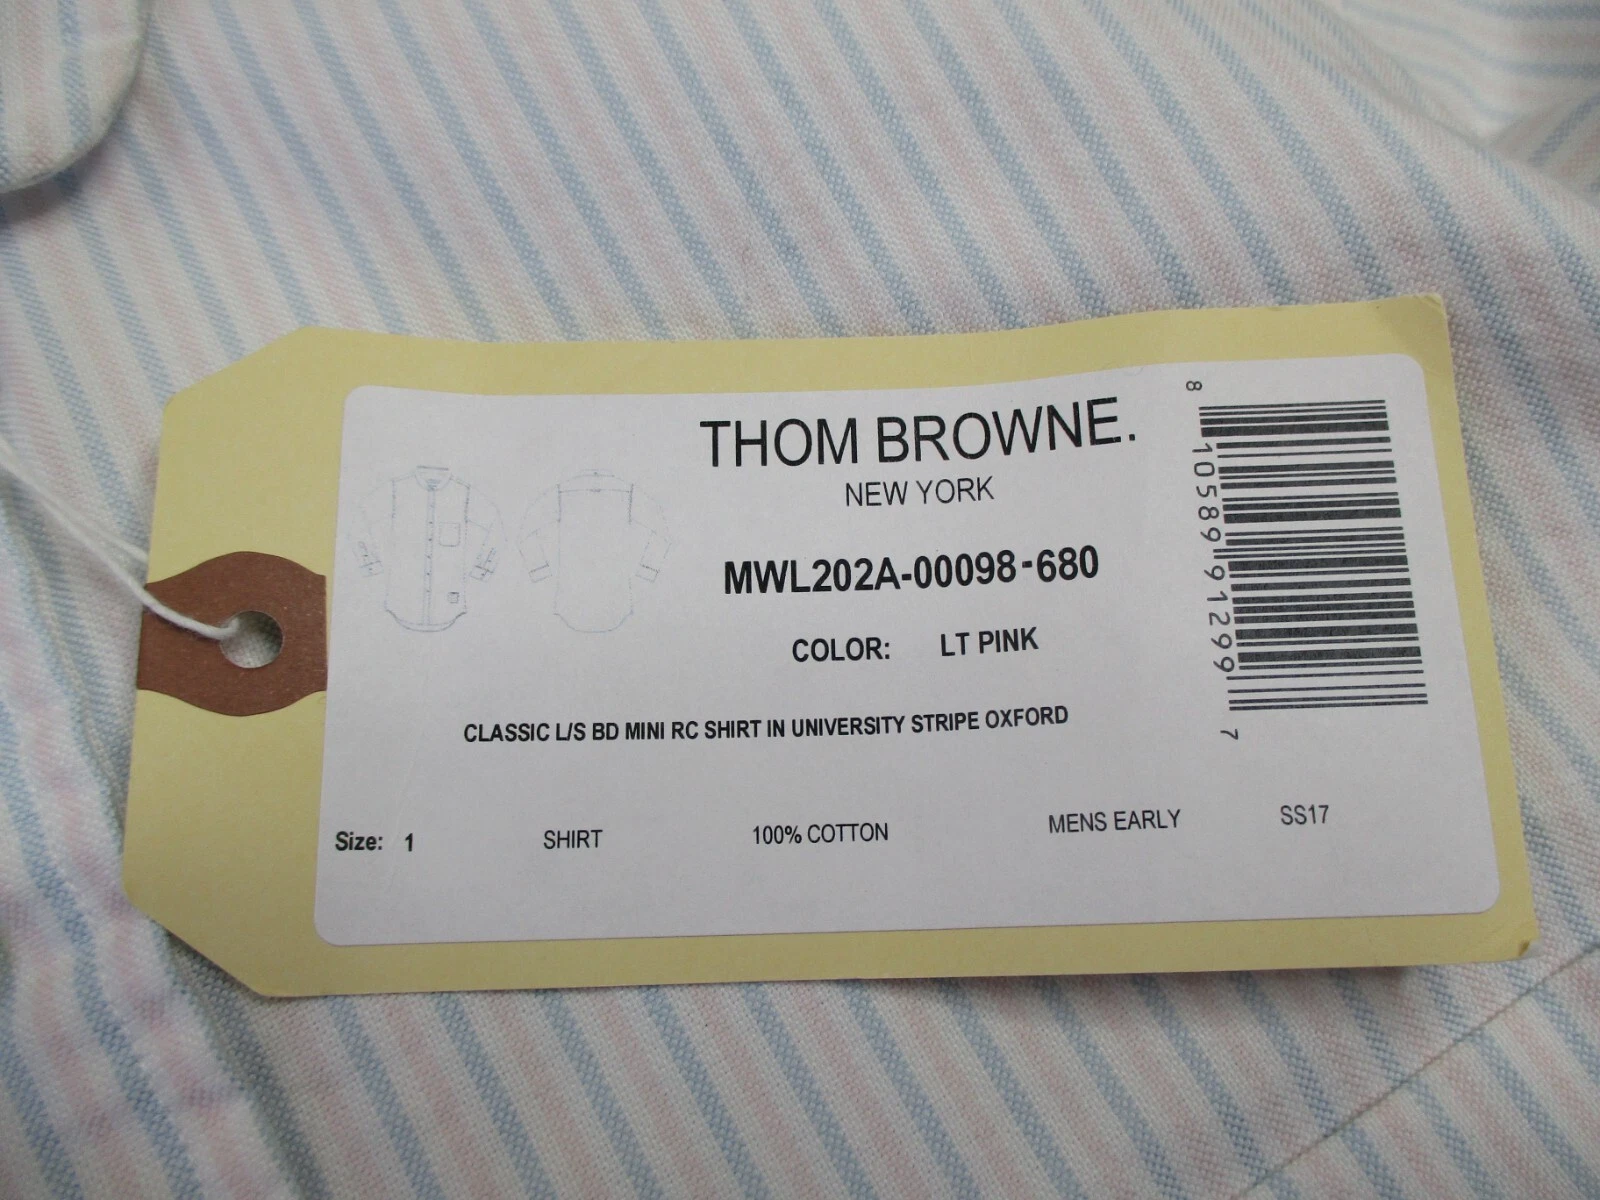 THOM BROWNE.
NEW YORK
MWL202A-00098-680
COLOR: LT PINK
CLASSIC L/S BD MINI RC SHIRT IN UNIVERSITY STRIPE OXFORD
Size: 1 SHIRT 100% COTTON MENS EARLY SS17
8 10589 91299 7